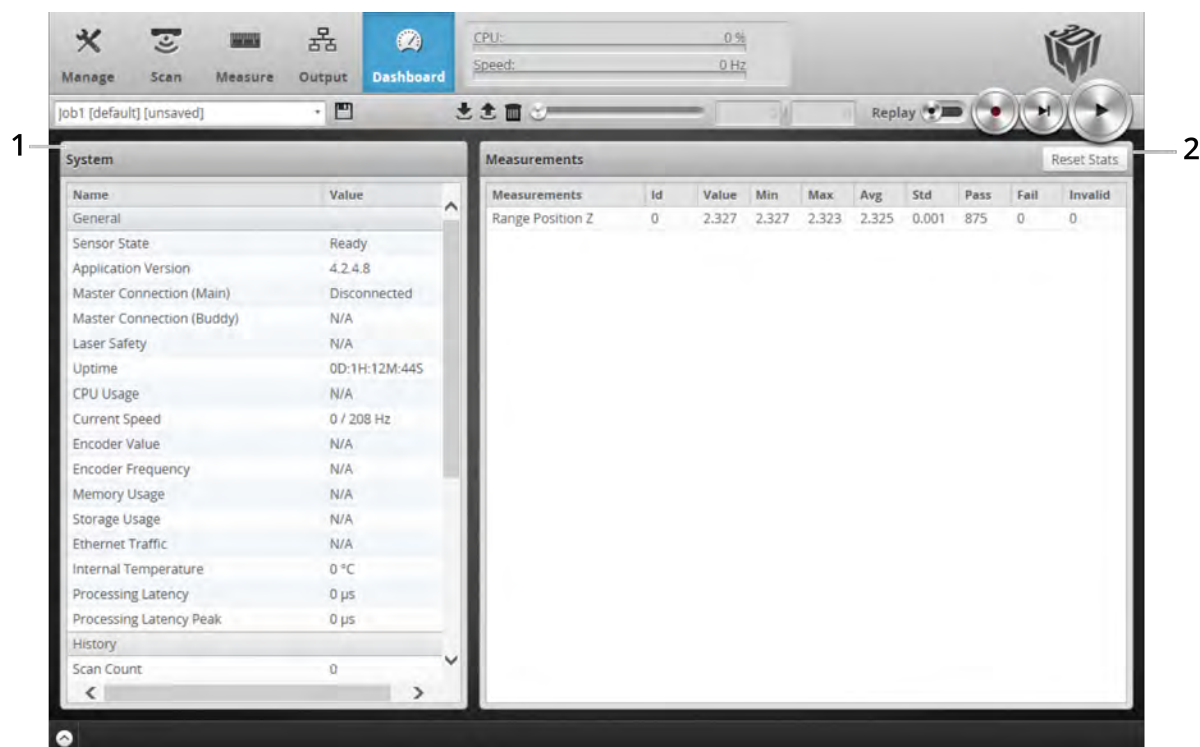 Manage Scan Measure Output Dashboard
CPU: 0 %
Speed: 0 Hz
3D
LMI
Job1 [default] [unsaved]
Replay
1
2
System
Name Value
General
Sensor State Ready
Application Version 4.2.4.8
Master Connection (Main) Disconnected
Master Connection (Buddy) N/A
Laser Safety N/A
Uptime 0D:1H:12M:44S
CPU Usage N/A
Current Speed 0 / 208 Hz
Encoder Value N/A
Encoder Frequency N/A
Memory Usage N/A
Storage Usage N/A
Ethernet Traffic N/A
Internal Temperature 0 °C
Processing Latency 0 µs
Processing Latency Peak 0 µs
History
Scan Count 0
Measurements Reset Stats
Measurements Id Value Min Max Avg Std Pass Fail Invalid
Range Position Z 0 2.327 2.327 2.323 2.325 0.001 875 0 0